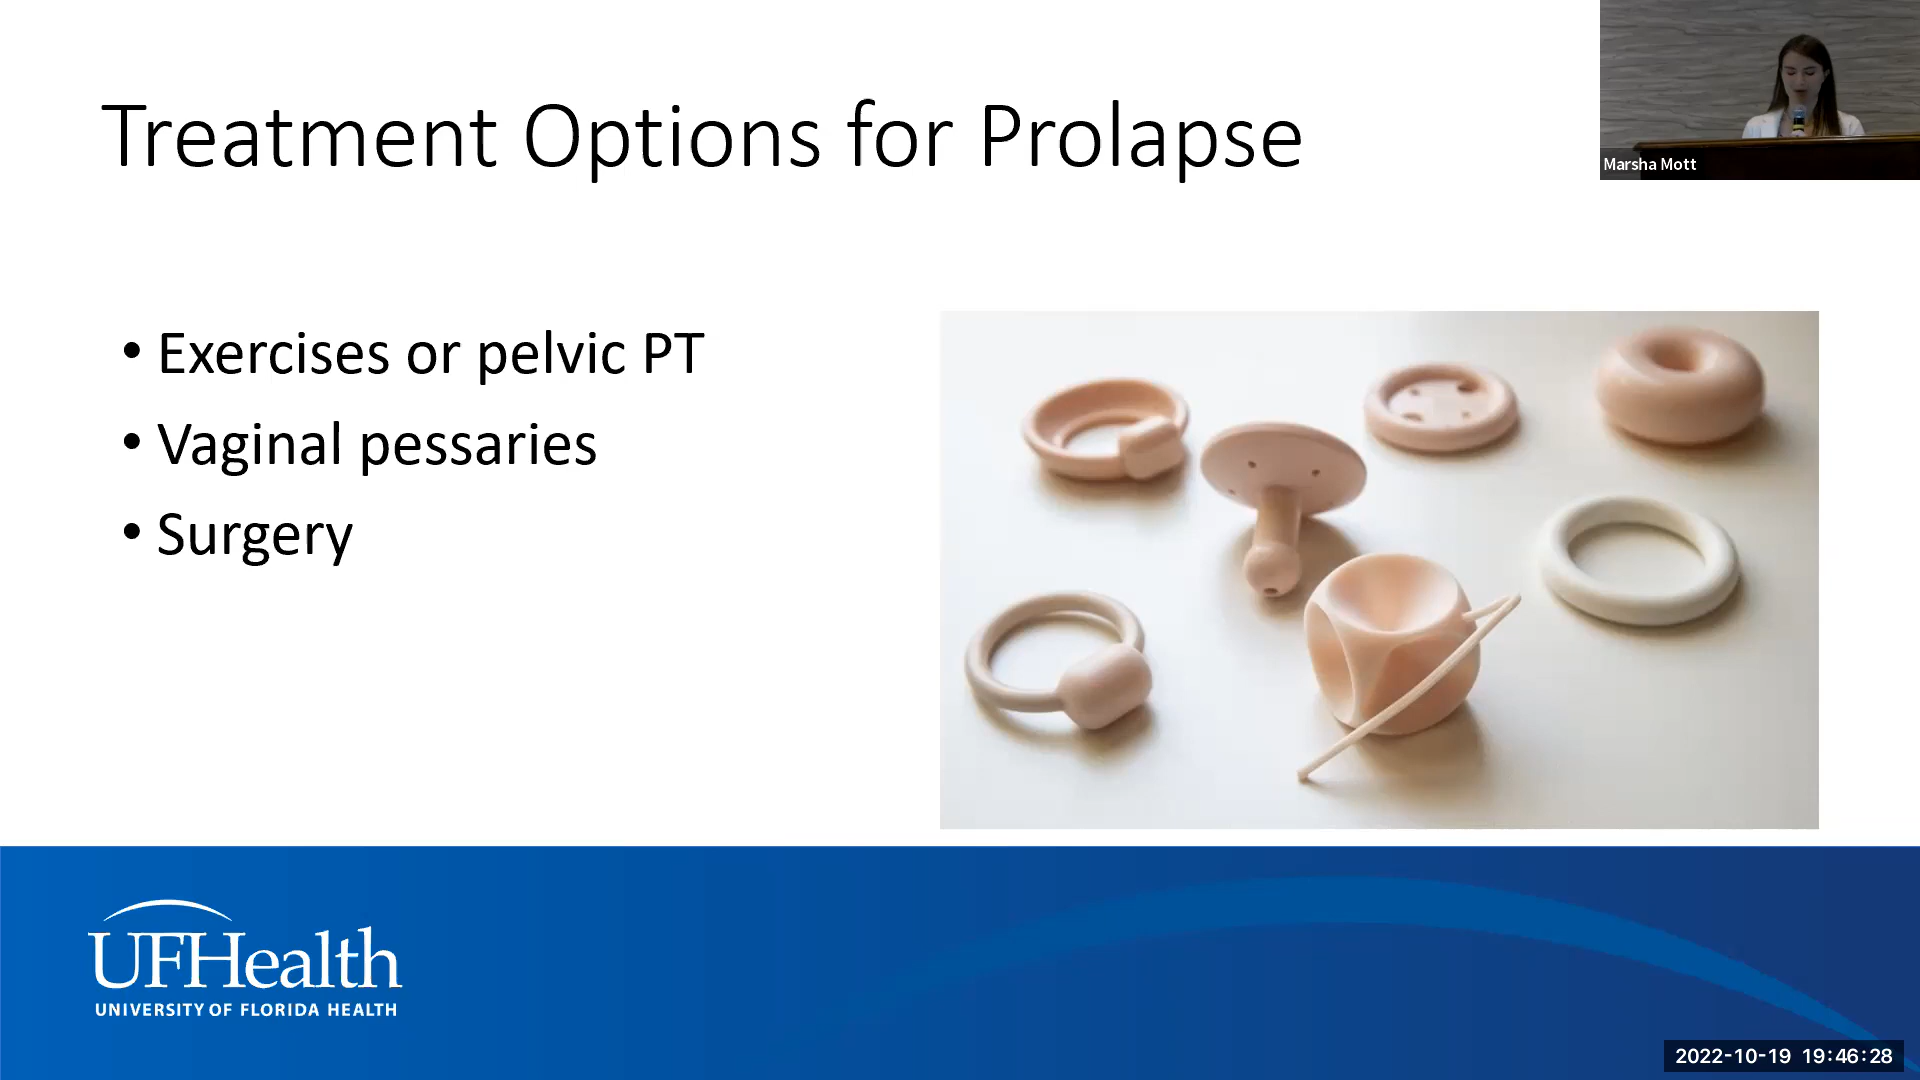 Treatment Options for Prolapse
Marsha Mott
• Exercises or pelvic PT
• Vaginal pessaries
• Surgery
UFHealth
UNIVERSITY OF FLORIDA HEALTH
2022-10-19 19:46:28